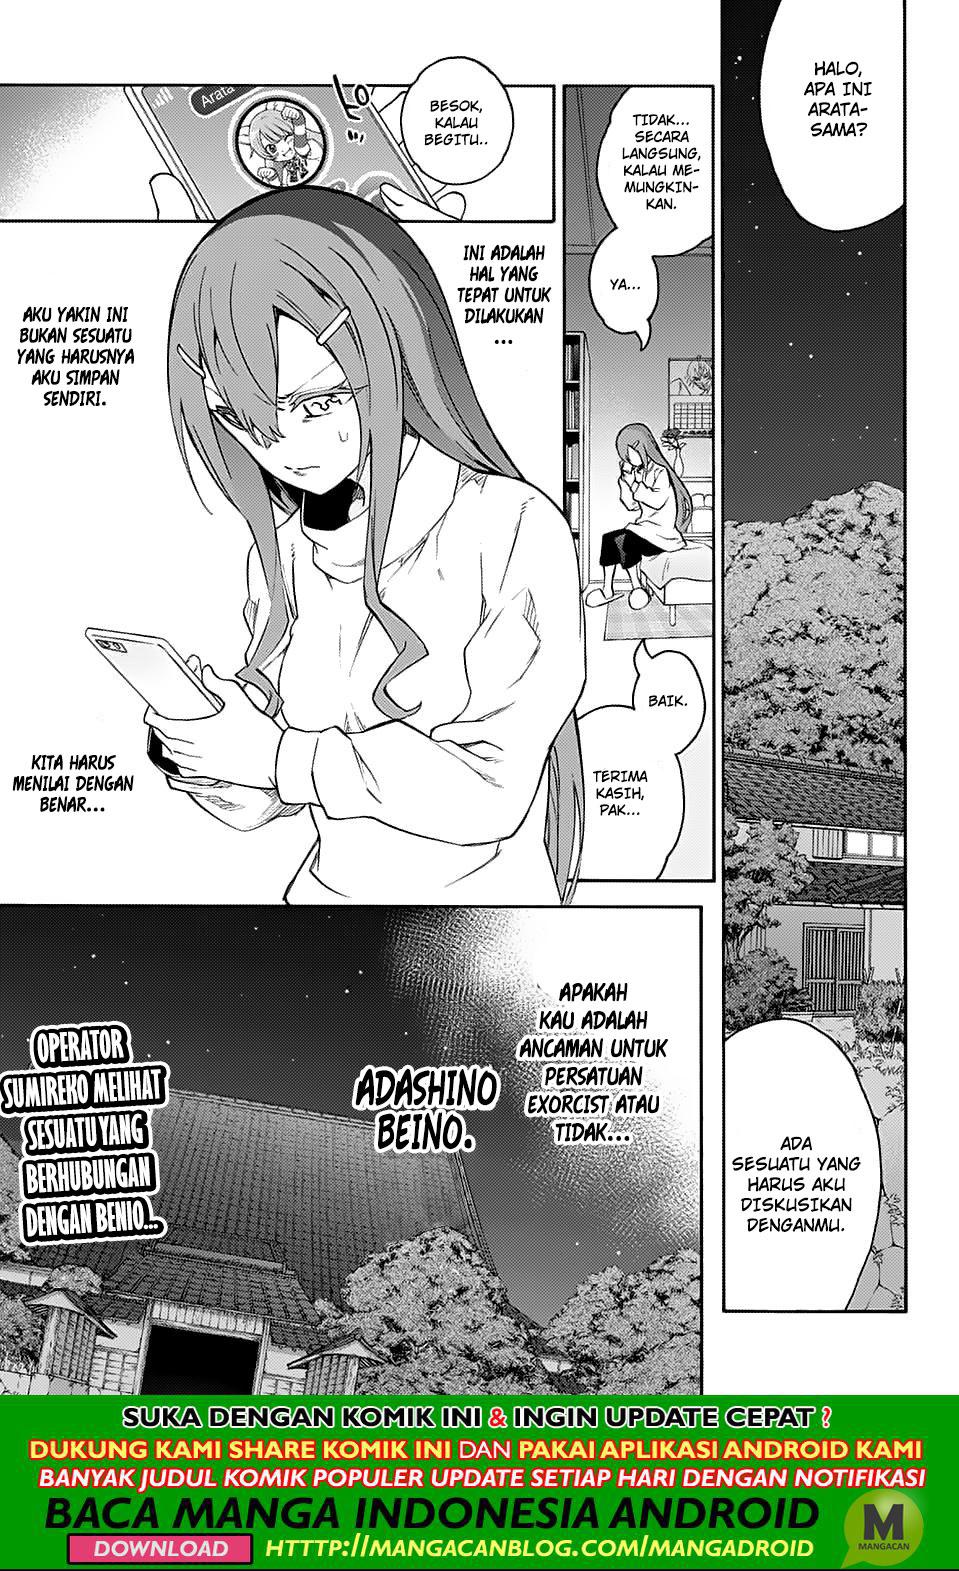 HALO,
APA INI
ARATA-
SAMA?
ADA
SESUATU YANG
HARUS AKU
DISKUSIKAN
DENGANMU.
TIDAK...
SECARA
LANGSUNG,
KALAU ME-
MUNGKIN-
KAN.
YA...
BAIK.
TERIMA
KASIH,
PAK...
BESOK,
KALAU
BEGITU..
Arata
INI ADALAH
HAL YANG
TEPAT UNTUK
DILAKUKAN
...
AKU YAKIN INI
BUKAN SESUATU
YANG HARUSNYA
AKU SIMPAN
SENDIRI.
KITA HARUS
MENILAI DENGAN
BENAR...
APAKAH
KAU ADALAH
ANCAMAN UNTUK
PERSATUAN
EXORCIST ATAU
TIDAK...
ADASHINO
BEINO.
OPERATOR
SUMIREKO MELIHAT
SESUATU YANG
BERHUBUNGAN
DENGAN BENIO...
SUKA DENGAN KOMIK INI & INGIN UPDATE CEPAT ?
DUKUNG KAMI SHARE KOMIK INI DAN PAKAI APLIKASI ANDROID KAMI
BANYAK JUDUL KOMIK POPULER UPDATE SETIAP HARI DENGAN NOTIFIKASI
BACA MANGA INDONESIA ANDROID
DOWNLOAD
HTTTP://MANGACANBLOG.COM/MANGADROID
M
MANGACAN